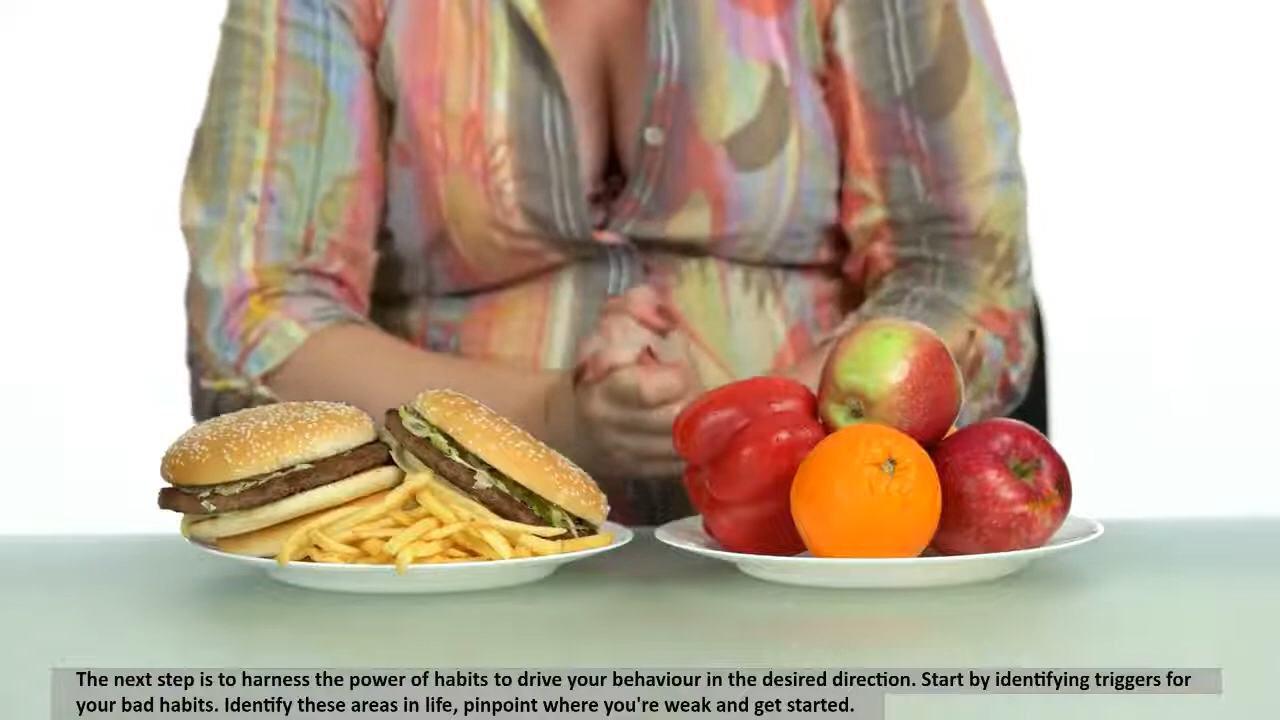 The next step is to harness the power of habits to drive your behaviour in the desired direction. Start by identifying triggers for
your bad habits. Identify these areas in life, pinpoint where you're weak and get started.